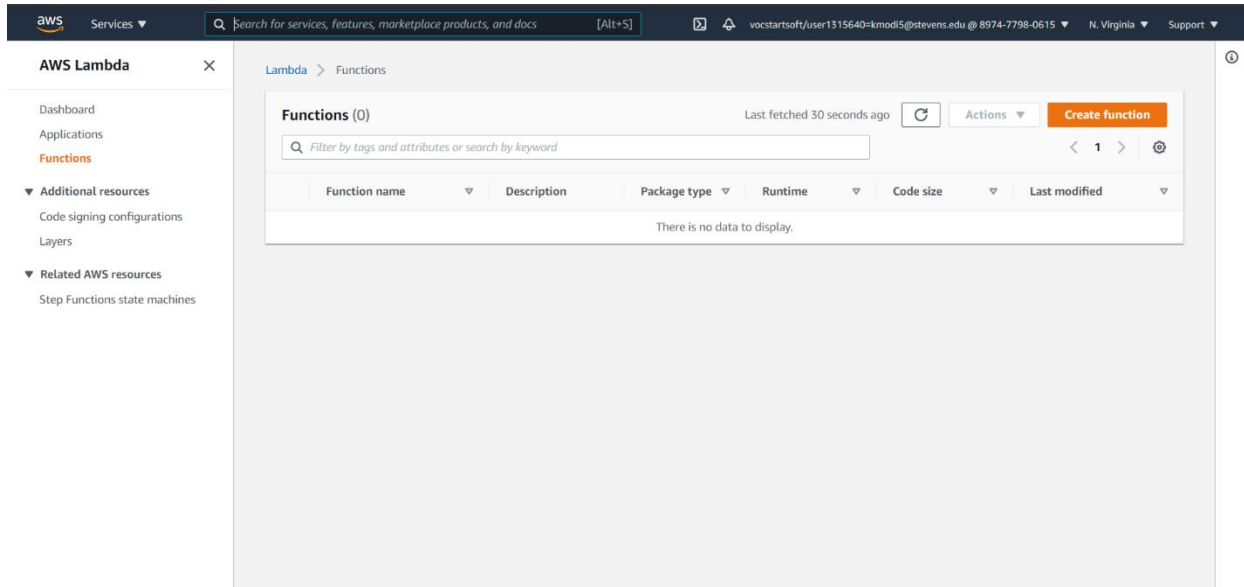 aws Services ▼ Search for services, features, marketplace products, and docs [Alt+S] vocstartsoft/user1315640=kmodi5@stevens.edu @ 8974-7798-0615 ▼ N. Virginia ▼ Support ▼
AWS Lambda
Dashboard
Applications
Functions
▼ Additional resources
Code signing configurations
Layers
▼ Related AWS resources
Step Functions state machines
Lambda > Functions
Functions (0) Last fetched 30 seconds ago Actions ▼ Create function
Filter by tags and attributes or search by keyword < 1 >
Function name Description Package type Runtime Code size Last modified
There is no data to display.